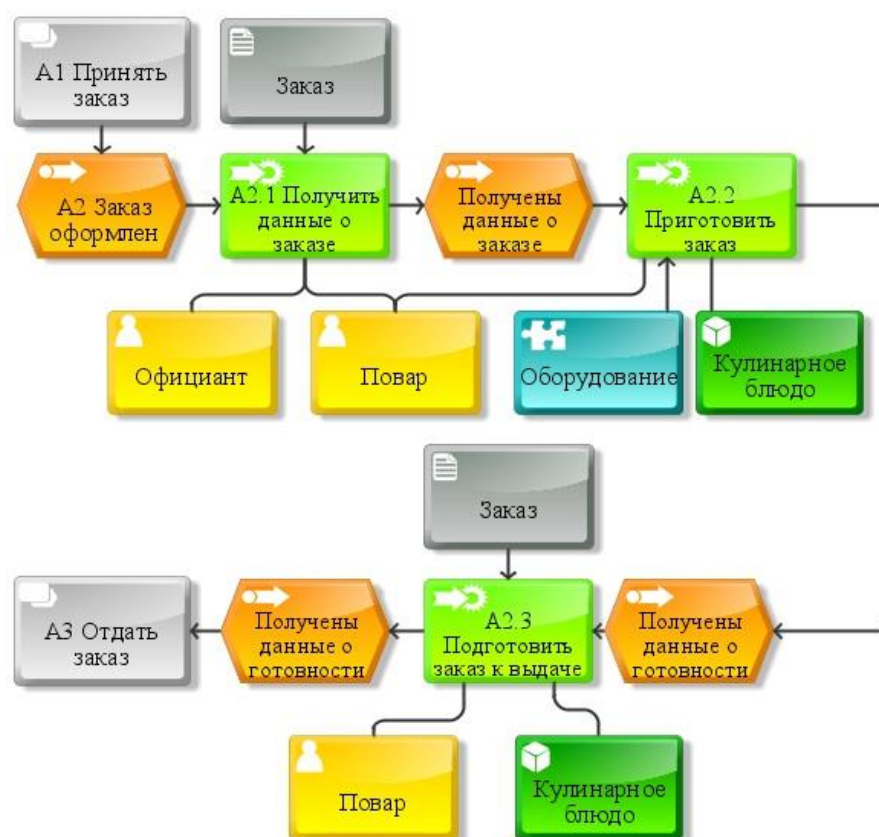 А1 Принять
заказ
Заказ
А2 Заказ
оформлен
А2.1 Получить
данные о
заказе
Получены
данные о
заказе
А2.2
Приготовить
заказ
Официант
Повар
Оборудование
Кулинарное
блюдо
Заказ
А3 Отдать
заказ
Получены
данные о
готовности
А2.3
Подготовить
заказ к выдаче
Получены
данные о
готовности
Повар
Кулинарное
блюдо